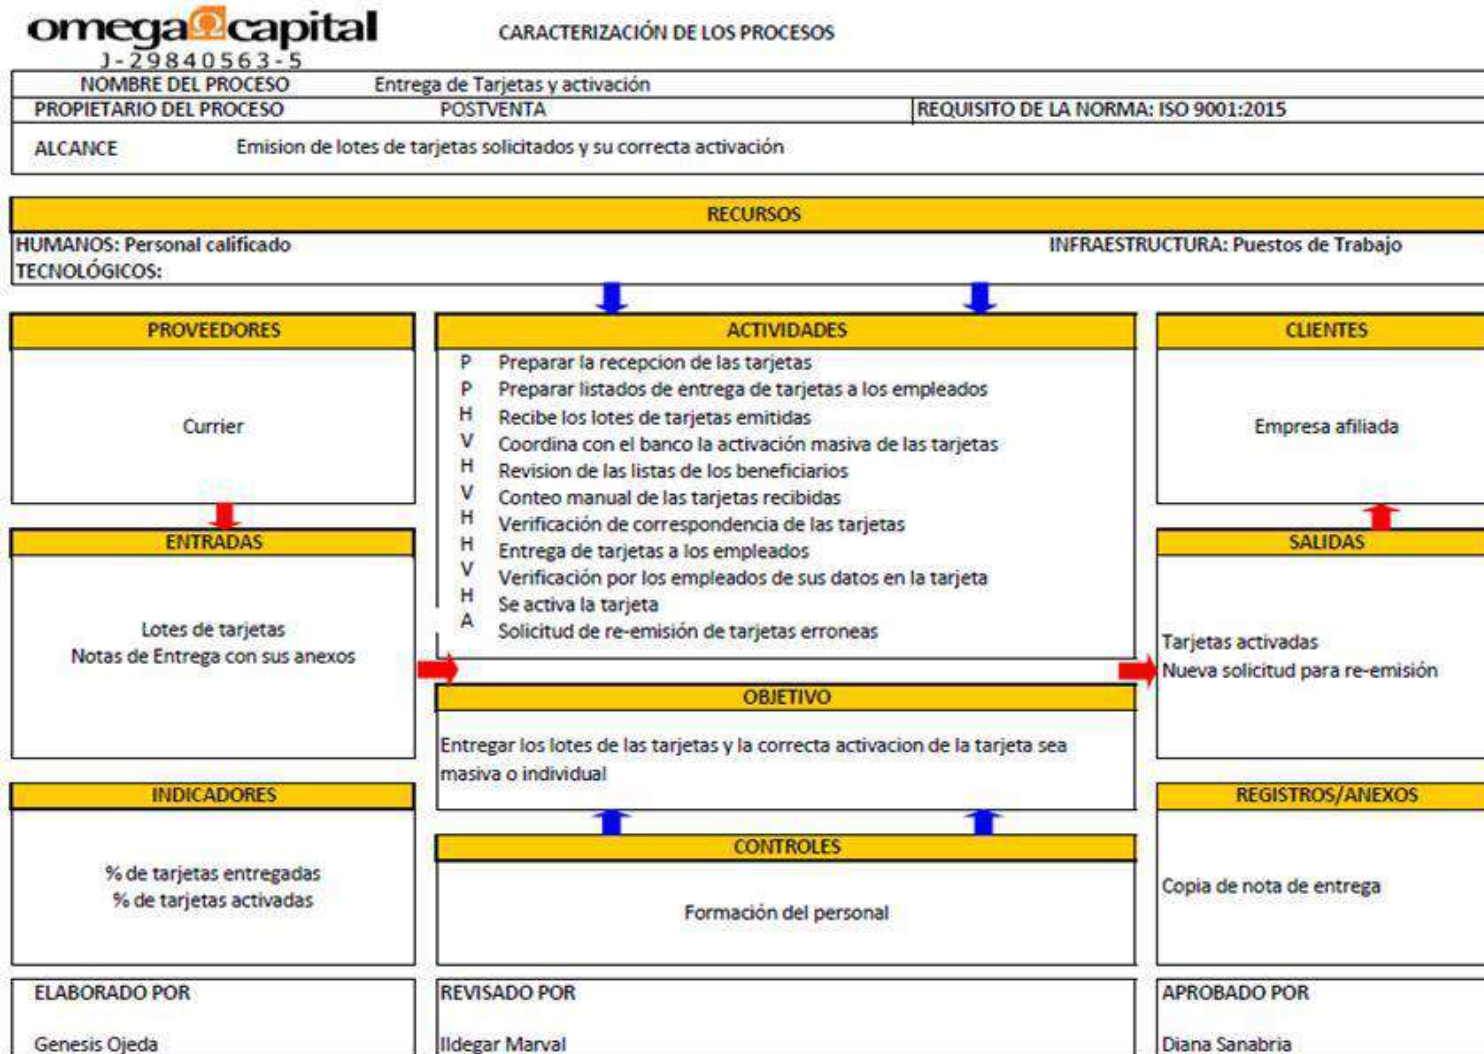 omega capital
J-29840563-5
CARACTERIZACIÓN DE LOS PROCESOS
NOMBRE DEL PROCESO Entrega de Tarjetas y activación
PROPIETARIO DEL PROCESO POSTVENTA REQUISITO DE LA NORMA: ISO 9001:2015
ALCANCE Emision de lotes de tarjetas solicitados y su correcta activación
RECURSOS
HUMANOS: Personal calificado INFRAESTRUCTURA: Puestos de Trabajo
TECNOLÓGICOS:
PROVEEDORES
Currier
ENTRADAS
Lotes de tarjetas
Notas de Entrega con sus anexos
INDICADORES
% de tarjetas entregadas
% de tarjetas activadas
ACTIVIDADES
P Preparar la recepcion de las tarjetas
P Preparar listados de entrega de tarjetas a los empleados
H Recibe los lotes de tarjetas emitidas
V Coordina con el banco la activación masiva de las tarjetas
H Revision de las listas de los beneficiarios
V Conteo manual de las tarjetas recibidas
H Verificación de correspondencia de las tarjetas
H Entrega de tarjetas a los empleados
V Verificación por los empleados de sus datos en la tarjeta
H Se activa la tarjeta
A Solicitud de re-emisión de tarjetas erroneas
OBJETIVO
Entregar los lotes de las tarjetas y la correcta activacion de la tarjeta sea
masiva o individual
CONTROLES
Formación del personal
CLIENTES
Empresa afiliada
SALIDAS
Tarjetas activadas
Nueva solicitud para re-emisión
REGISTROS/ANEXOS
Copia de nota de entrega
ELABORADO POR
Genesis Ojeda
REVISADO POR
Ildegar Marval
APROBADO POR
Diana Sanabria